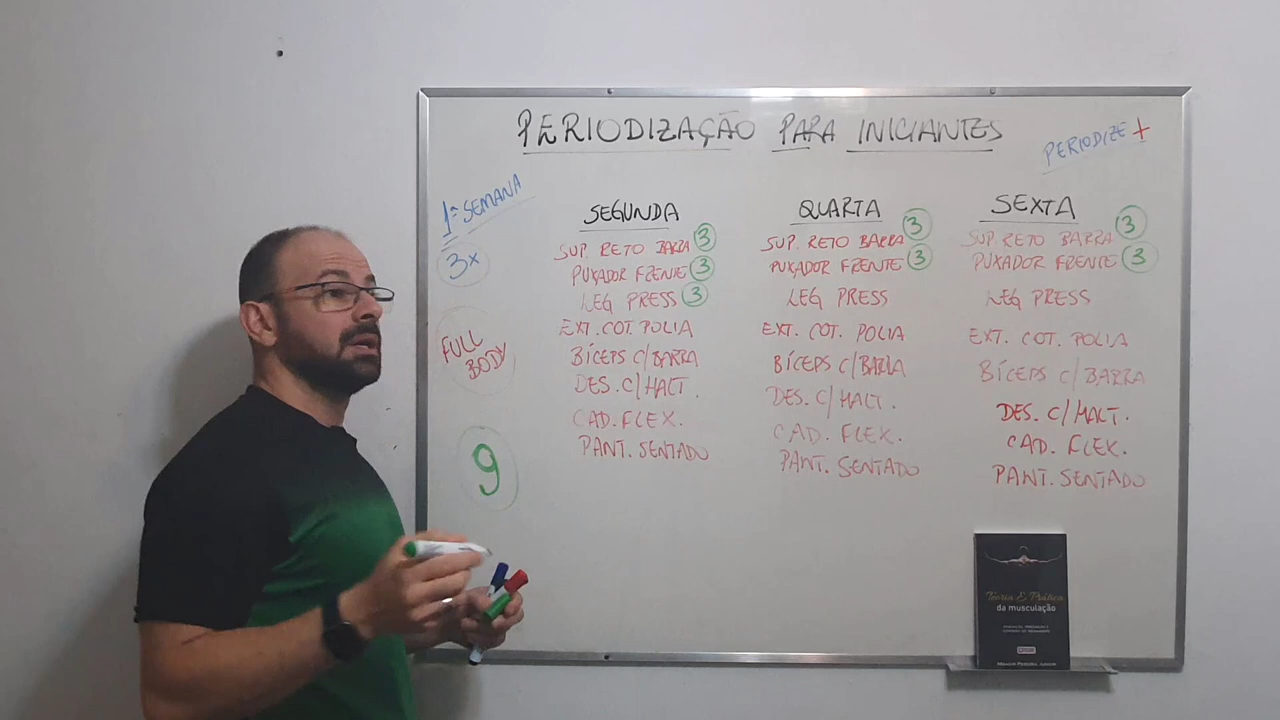 PERIODIZAÇÃO PARA INICIANTES
PERIODIZE +
1ª SEMANA
3x
FULL
BODY
9
SEGUNDA
SUP. RETO BARRA 3
PUXADOR FRENTE 3
LEG PRESS 3
EXT. COT. POLIA
BÍCEPS C/BARRA
DES. C/HALT.
CAD. FLEX.
PANT. SENTADO
QUARTA
SUP. RETO BARRA 3
PUXADOR FRENTE 3
LEG PRESS
EXT. COT. POLIA
BÍCEPS C/BARRA
DES. C/HALT.
CAD. FLEX.
PANT. SENTADO
SEXTA
SUP. RETO BARRA 3
PUXADOR FRENTE 3
LEG PRESS
EXT. COT. POLIA
BÍCEPS C/BARRA
DES. C/HALT.
CAD. FLEX.
PANT. SENTADO
Teoria E Prática
da musculação